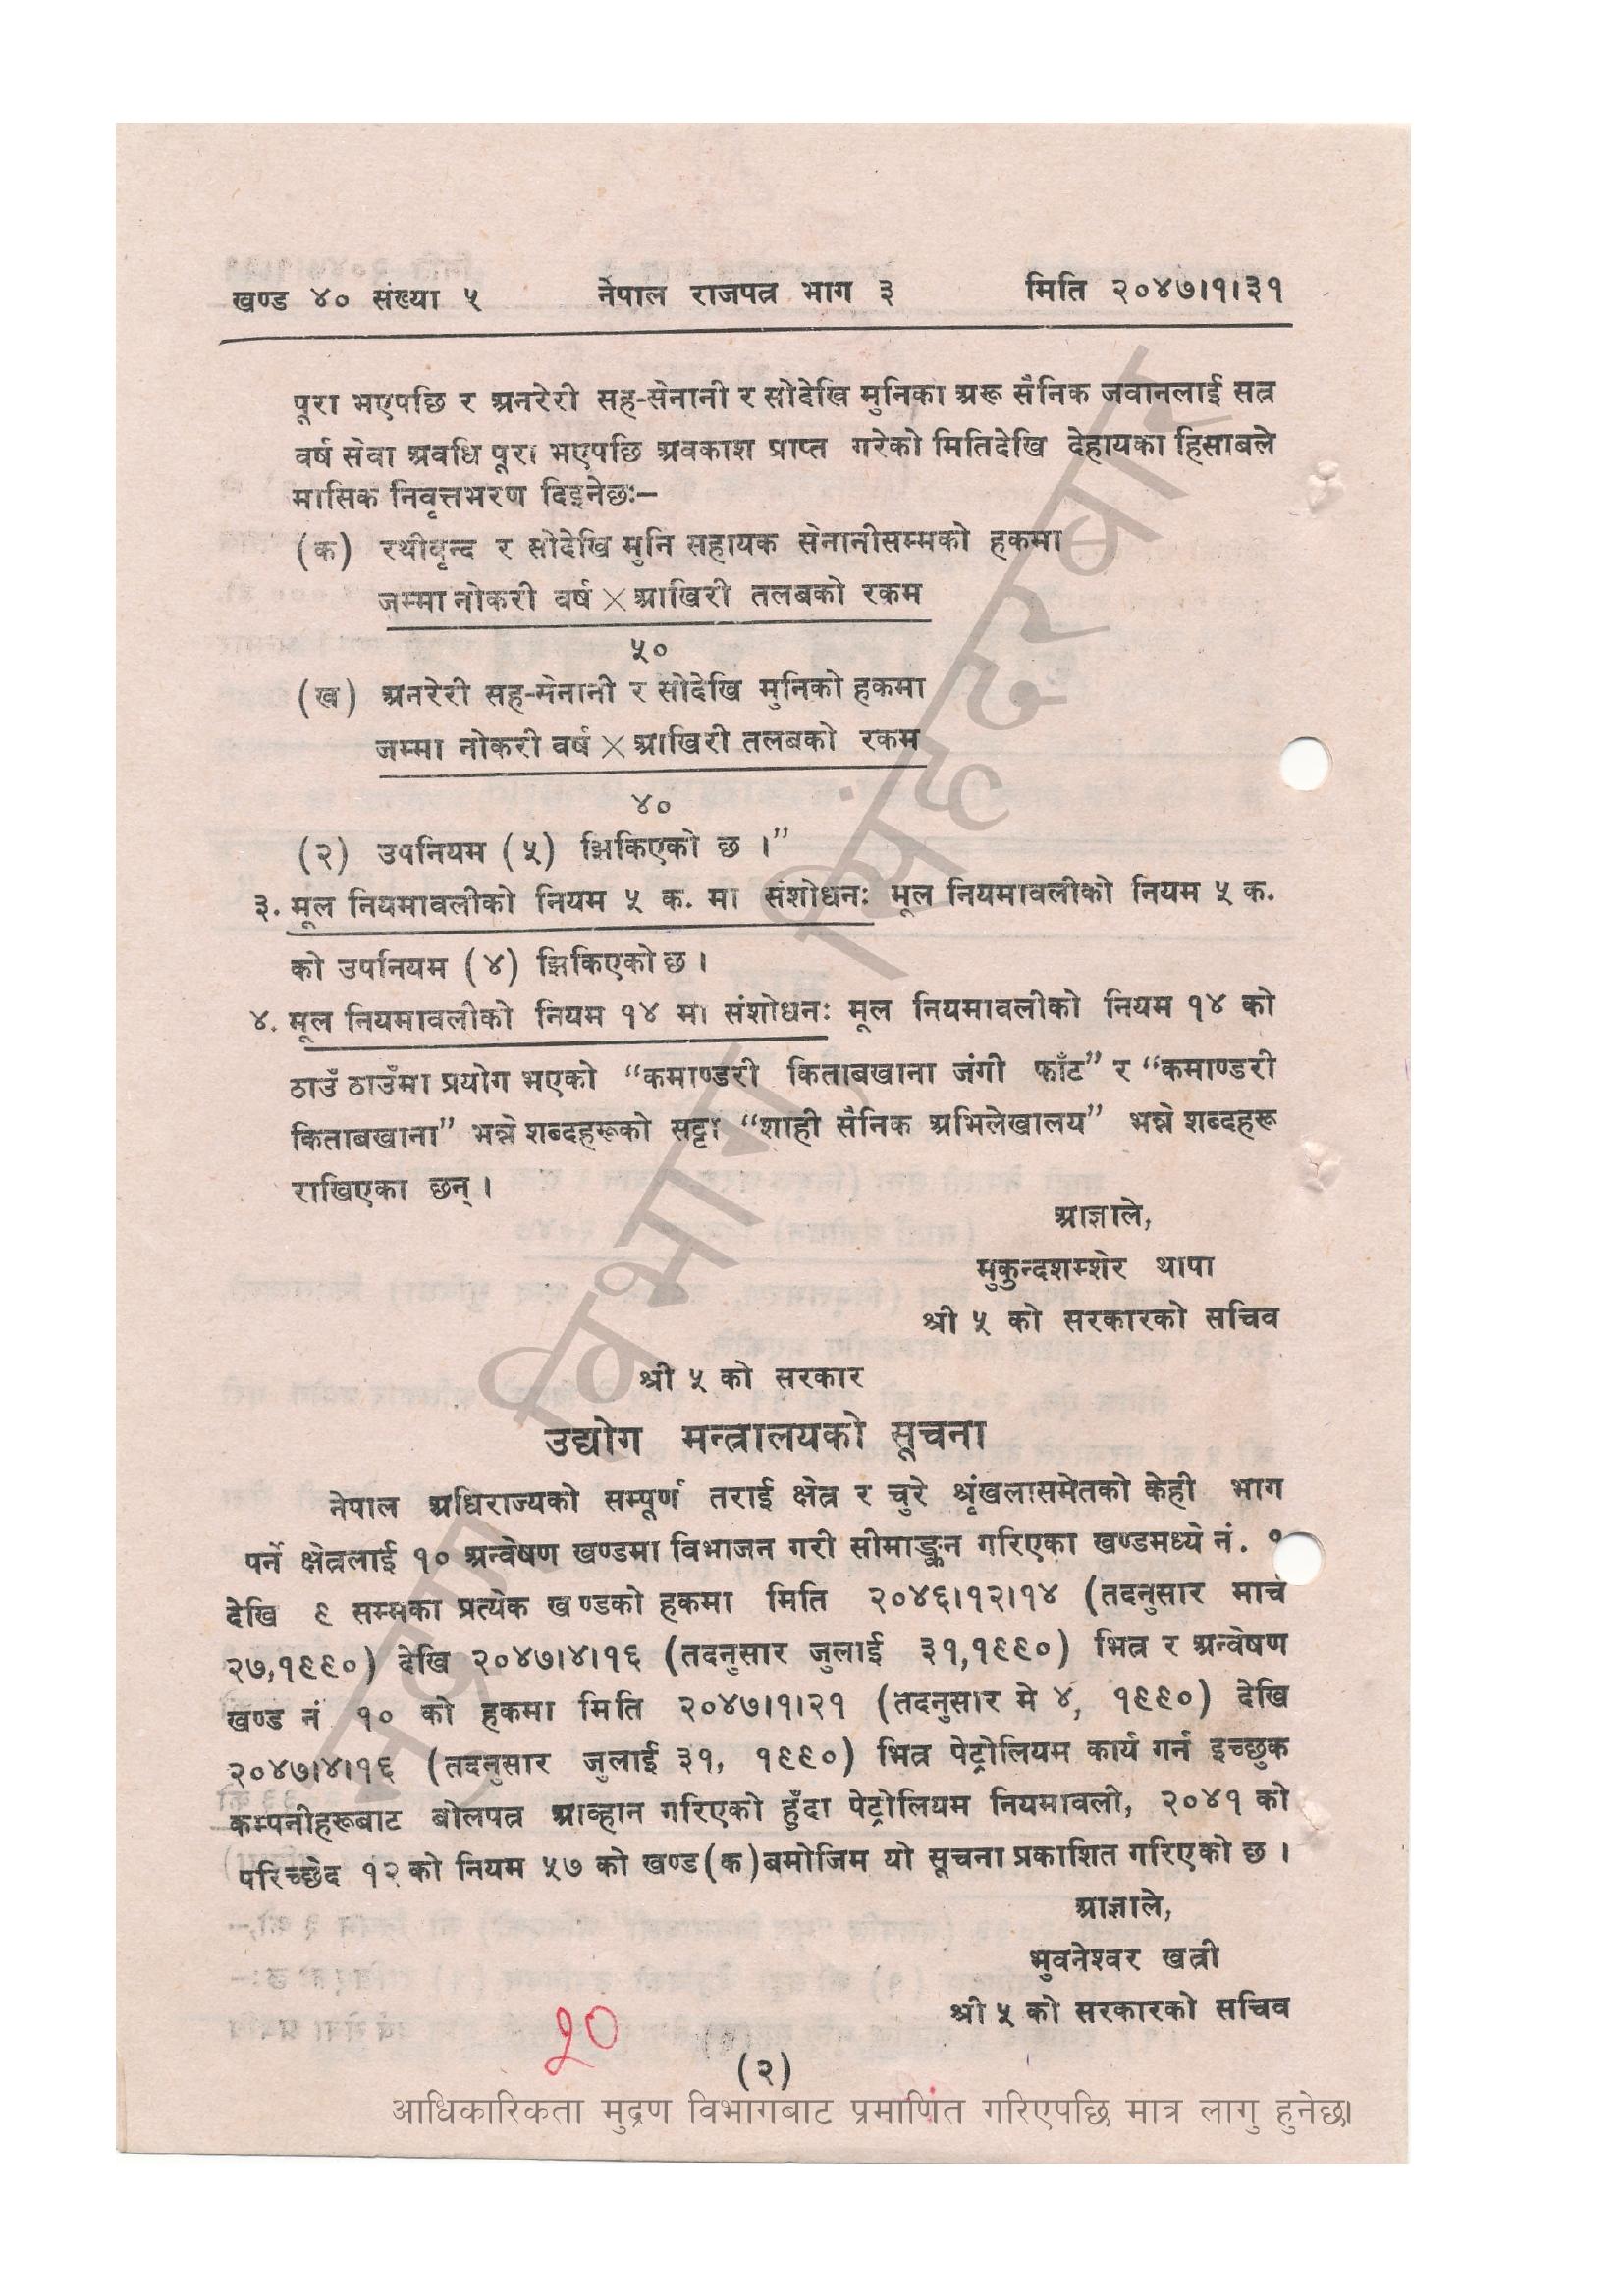 खण्ड ४० संख्या ५ नेपाल राजपत्र भाग ३ मिति २०४७।१।३१
पूरा भएपछि र अनरेरी सह-सेनानी र सोदेखि मुनिका अरू सैनिक जवानलाई सत्र
वर्ष सेवा अवधि पूरा भएपछि अवकाश प्राप्त गरेको मितिदेखि देहायका हिसाबले
मासिक निवृत्तभरण दिइनेछः–
(क) रथीवृन्द र सोदेखि मुनि सहायक सेनानीसम्मको हकमा
जम्मा नोकरी वर्ष × आखिरी तलबको रकम
५०
(ख) अनरेरी सह-सेनानी र सोदेखि मुनिको हकमा
जम्मा नोकरी वर्ष × आखिरी तलबको रकम
४०
(२) उपनियम (५) झिकिएको छ ।”
३. मूल नियमावलीको नियम ५ क. मा संशोधनः मूल नियमावलीको नियम ५ क.
को उपनियम (४) झिकिएको छ ।
४. मूल नियमावलीको नियम १४ मा संशोधनः मूल नियमावलीको नियम १४ को
ठाउँ ठाउँमा प्रयोग भएको “कमाण्डरी किताबखाना जंगी फाँट” र “कमाण्डरी
किताबखाना” भन्ने शब्दहरूको सट्टा “शाही सैनिक अभिलेखालय” भन्ने शब्दहरू
राखिएका छन् ।
आज्ञाले,
मुकुन्दशम्शेर थापा
श्री ५ को सरकारको सचिव
श्री ५ को सरकार
उद्योग मन्त्रालयको सूचना
नेपाल अधिराज्यको सम्पूर्ण तराई क्षेत्र र चुरे श्रृंखलासमेतको केही भाग
पर्ने क्षेत्रलाई १० अन्वेषण खण्डमा विभाजन गरी सीमाङ्कन गरिएका खण्डमध्ये नं. १
देखि ९ सम्मका प्रत्येक खण्डको हकमा मिति २०४६।१२।१४ (तदनुसार मार्च
२७,१९९०) देखि २०४७।४।१६ (तदनुसार जुलाई ३१,१९९०) भित्र र अन्वेषण
खण्ड नं १० को हकमा मिति २०४७।१।२१ (तदनुसार मे ४, १९९०) देखि
२०४७।४।१६ (तदनुसार जुलाई ३१, १९९०) भित्र पेट्रोलियम कार्य गर्न इच्छुक
कम्पनीहरूबाट बोलपत्र आव्हान गरिएको हुँदा पेट्रोलियम नियमावली, २०४१ को
परिच्छेद १२ को नियम ५७ को खण्ड (क) बमोजिम यो सूचना प्रकाशित गरिएको छ ।
आज्ञाले,
भुवनेश्वर खत्री
श्री ५ को सरकारको सचिव
२०
(२)
आधिकारिकता मुद्रण विभागबाट प्रमाणित गरिएपछि मात्र लागु हुनेछ।
मुद्रण विभाग, सिंहदरबार